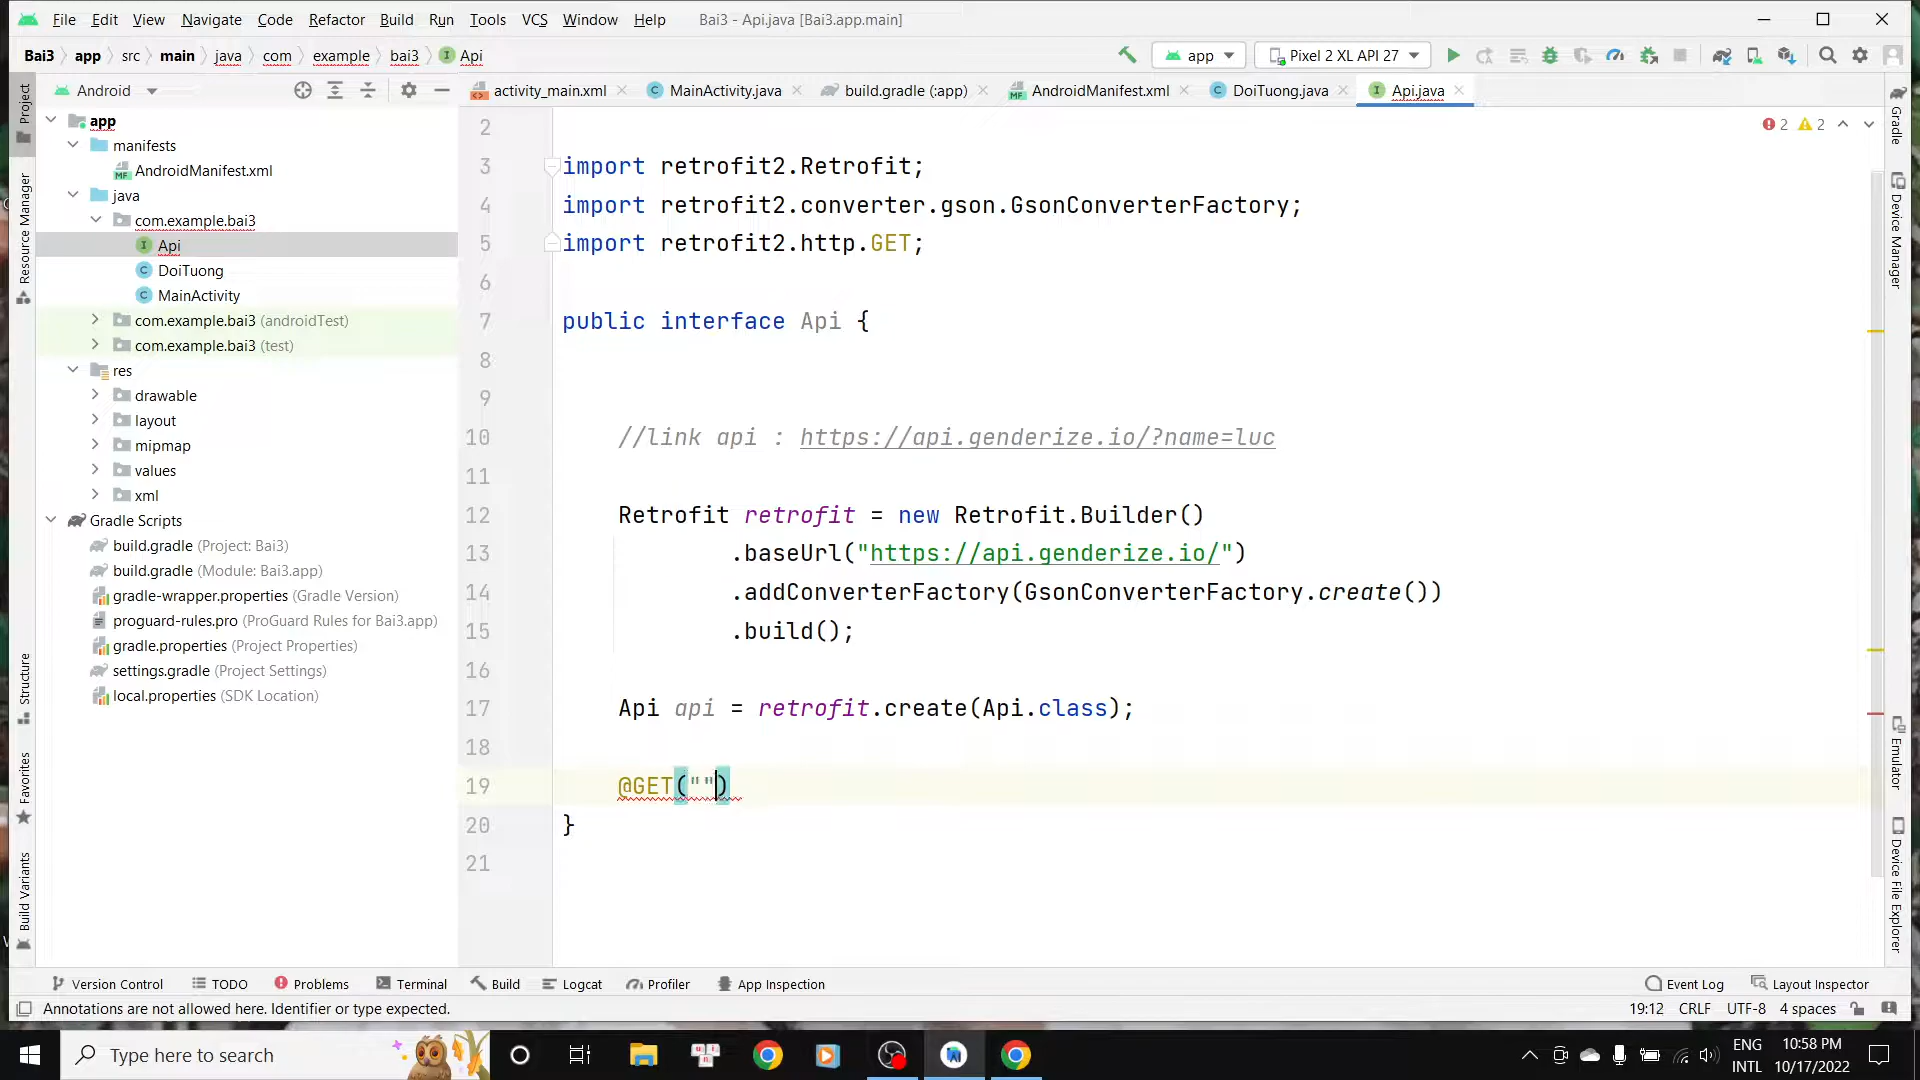 File Edit View Navigate Code Refactor Build Run Tools VCS Window Help Bai3 - Api.java [Bai3.app.main]
Bai3 app src main java com example bai3 Api
app Pixel 2 XL API 27
Android
activity_main.xml MainActivity.java build.gradle (:app) AndroidManifest.xml DoiTuong.java Api.java
2 2
app
manifests
AndroidManifest.xml
java
com.example.bai3
Api
DoiTuong
MainActivity
com.example.bai3 (androidTest)
com.example.bai3 (test)
res
drawable
layout
mipmap
values
xml
Gradle Scripts
build.gradle (Project: Bai3)
build.gradle (Module: Bai3.app)
gradle-wrapper.properties (Gradle Version)
proguard-rules.pro (ProGuard Rules for Bai3.app)
gradle.properties (Project Properties)
settings.gradle (Project Settings)
local.properties (SDK Location)
Project
Resource Manager
Structure
Favorites
Build Variants
2
3 import retrofit2.Retrofit;
4 import retrofit2.converter.gson.GsonConverterFactory;
5 import retrofit2.http.GET;
6
7 public interface Api {
8
9
10 //link api : https://api.genderize.io/?name=luc
11
12 Retrofit retrofit = new Retrofit.Builder()
13 .baseUrl("https://api.genderize.io/")
14 .addConverterFactory(GsonConverterFactory.create())
15 .build();
16
17 Api api = retrofit.create(Api.class);
18
19 @GET("")
20 }
21
Gradle
Device Manager
Emulator
Device File Explorer
Version Control TODO Problems Terminal Build Logcat Profiler App Inspection Event Log Layout Inspector
Annotations are not allowed here. Identifier or type expected. 19:12 CRLF UTF-8 4 spaces
Type here to search
ENG 10:58 PM
INTL 10/17/2022